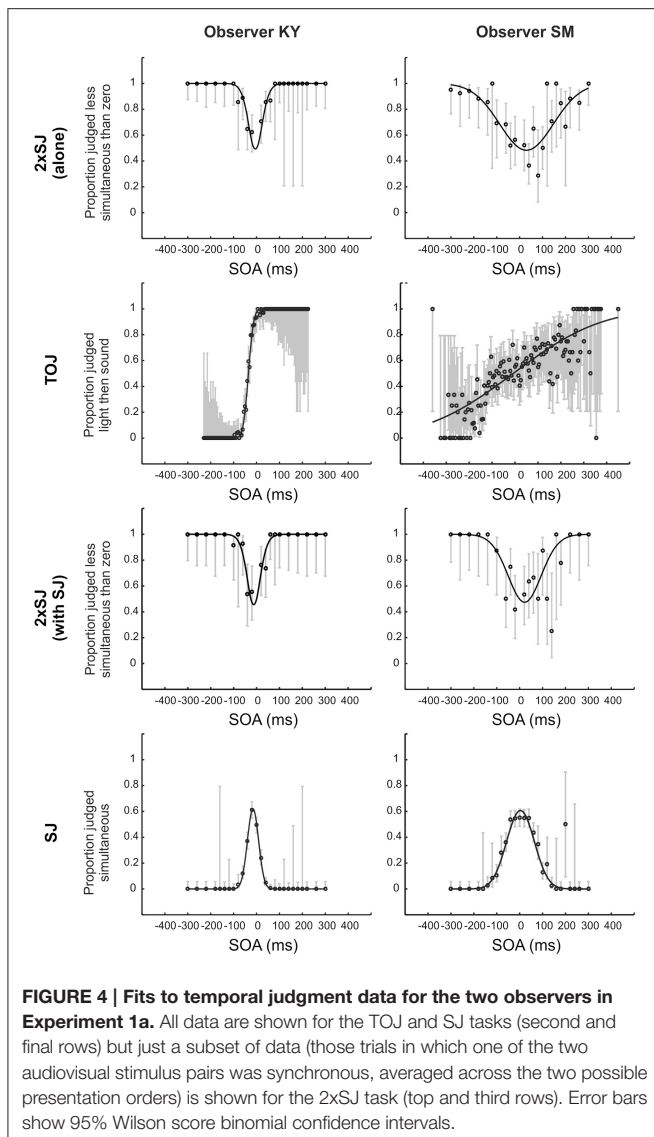 Observer KY
Observer SM
2xSJ
(alone)
Proportion judged less
simultaneous than zero
1
0.8
0.6
0.4
0.2
0
-400-300 -200 -100 0 100 200 300 400
SOA (ms)
1
0.8
0.6
0.4
0.2
0
-400-300 -200 -100 0 100 200 300 400
SOA (ms)
TOJ
Proportion judged
light then sound
1
0.8
0.6
0.4
0.2
0
-400-300 -200 -100 0 100 200 300 400
SOA (ms)
1
0.8
0.6
0.4
0.2
0
-400-300 -200 -100 0 100 200 300 400
SOA (ms)
2xSJ
(with SJ)
Proportion judged less
simultaneous than zero
1
0.8
0.6
0.4
0.2
0
-400-300 -200 -100 0 100 200 300 400
SOA (ms)
1
0.8
0.6
0.4
0.2
0
-400-300 -200 -100 0 100 200 300 400
SOA (ms)
SJ
Proportion judged
simultaneous
1
0.8
0.6
0.4
0.2
0
-400-300 -200 -100 0 100 200 300 400
SOA (ms)
1
0.8
0.6
0.4
0.2
0
-400-300 -200 -100 0 100 200 300 400
SOA (ms)
FIGURE 4 | Fits to temporal judgment data for the two observers in
Experiment 1a. All data are shown for the TOJ and SJ tasks (second and
final rows) but just a subset of data (those trials in which one of the two
audiovisual stimulus pairs was synchronous, averaged across the two possible
presentation orders) is shown for the 2xSJ task (top and third rows). Error bars
show 95% Wilson score binomial confidence intervals.